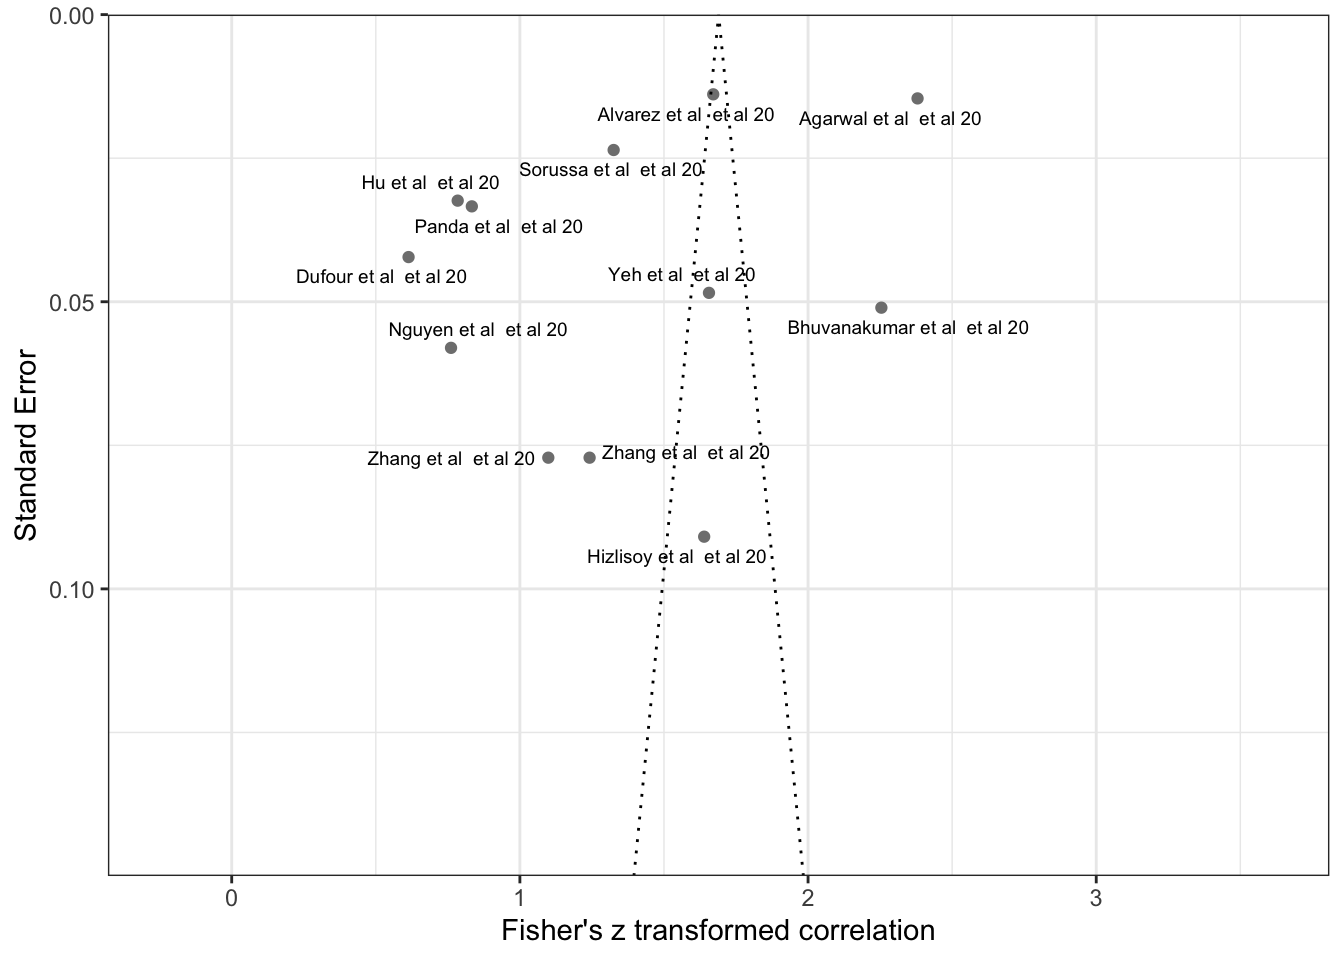 0.00
Alvarez et al  et al 20
Agarwal et al  et al 20
Sorussa et al  et al 20
Hu et al  et al 20
Panda et al  et al 20
Dufour et al  et al 20
Yeh et al  et al 20
0.05
Bhuvanakumar et al  et al 20
Nguyen et al  et al 20
Zhang et al  et al 20
Zhang et al  et al 20
Hizlisoy et al  et al 20
0.10
Standard Error
0 1 2 3
Fisher's z transformed correlation